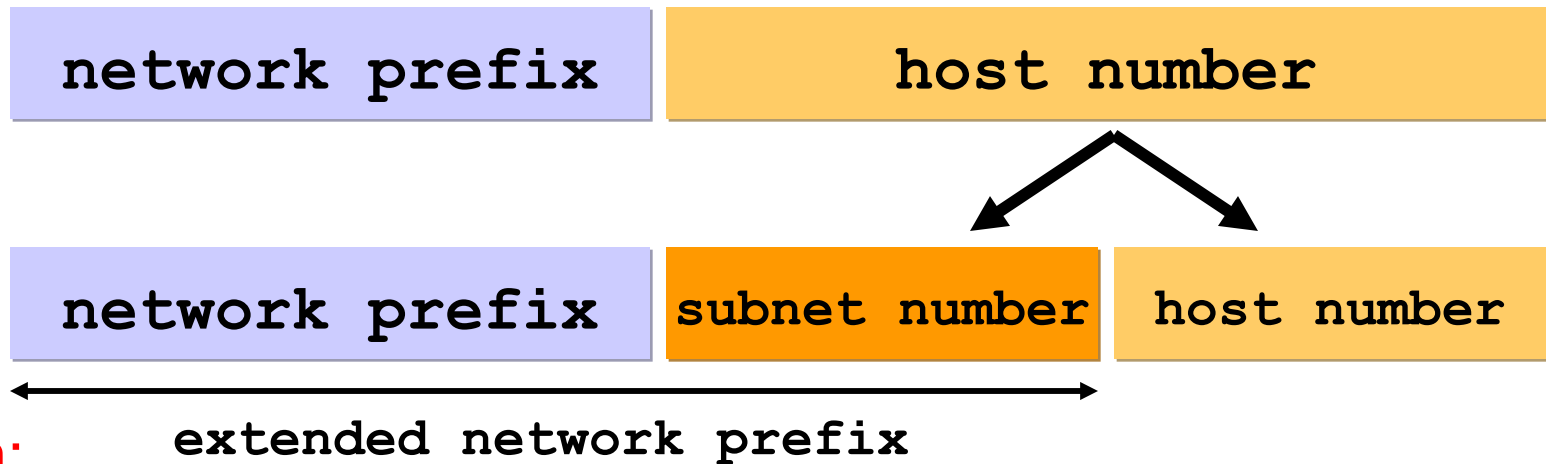 network prefix host number
network prefix subnet number host number
extended network prefix